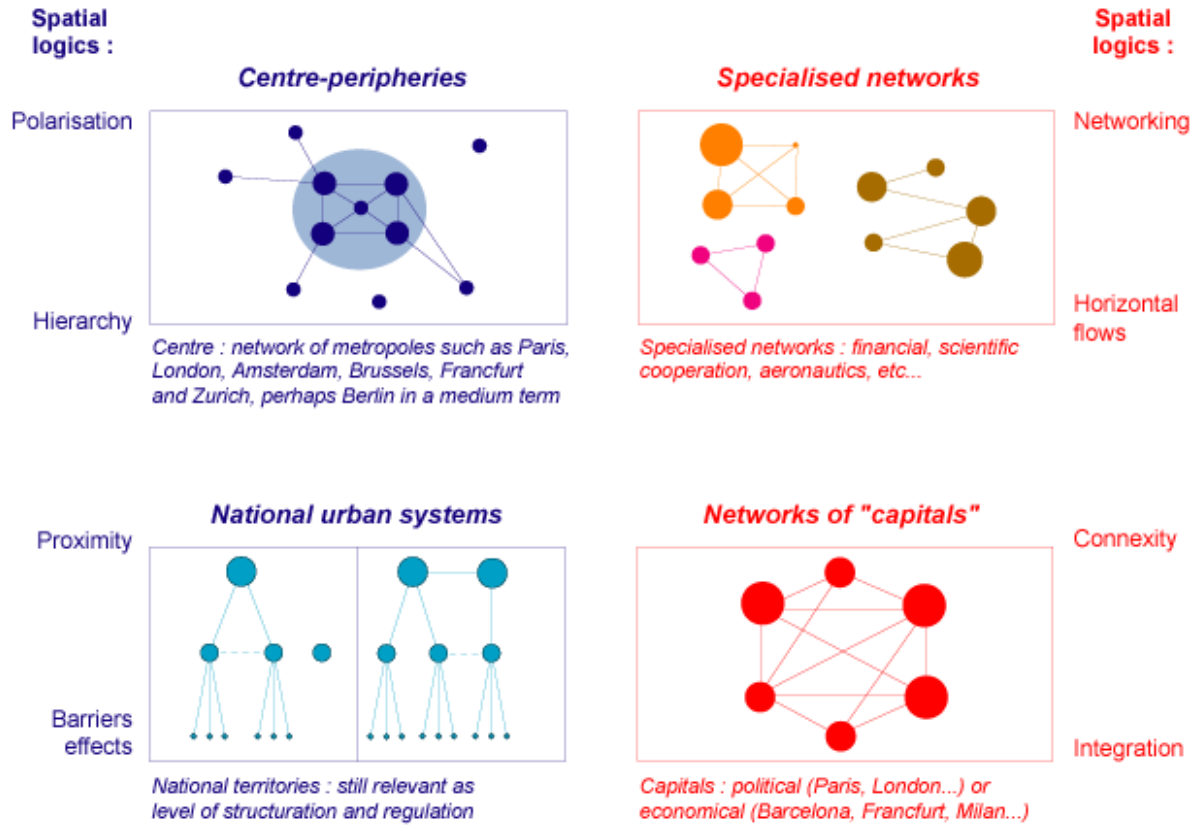 Spatial
logics :
Spatial
logics :
Centre-peripheries
Specialised networks
Polarisation
Networking
Hierarchy
Horizontal
flows
Centre : network of metropoles such as Paris,
London, Amsterdam, Brussels, Francfurt
and Zurich, perhaps Berlin in a medium term
Specialised networks : financial, scientific
cooperation, aeronautics, etc...
National urban systems
Networks of "capitals"
Proximity
Connexity
Barriers
effects
Integration
National territories : still relevant as
level of structuration and regulation
Capitals : political (Paris, London...) or
economical (Barcelona, Francfurt, Milan...)